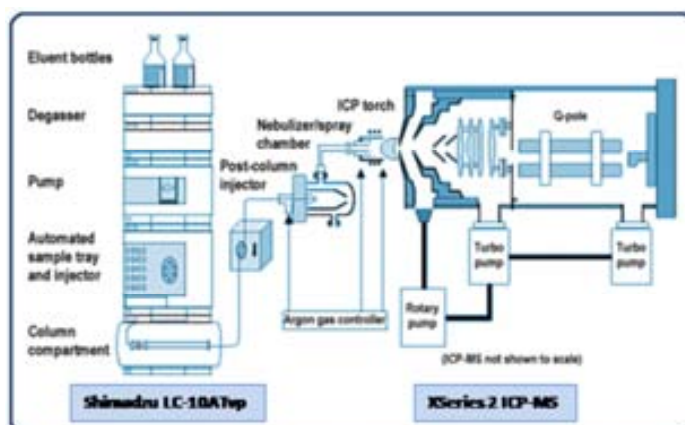 Eluent bottles
Degasser
Pump
Automated
sample tray
and injector
Column
compartment
Post-column
injector
Nebulizer/spray
chamber
ICP torch
Q-pole
Argon gas controller
Rotary
pump
Turbo
pump
Turbo
pump
(ICP-MS not shown to scale)
Shimadzu LC-10ATvp
XSeries 2 ICP-MS